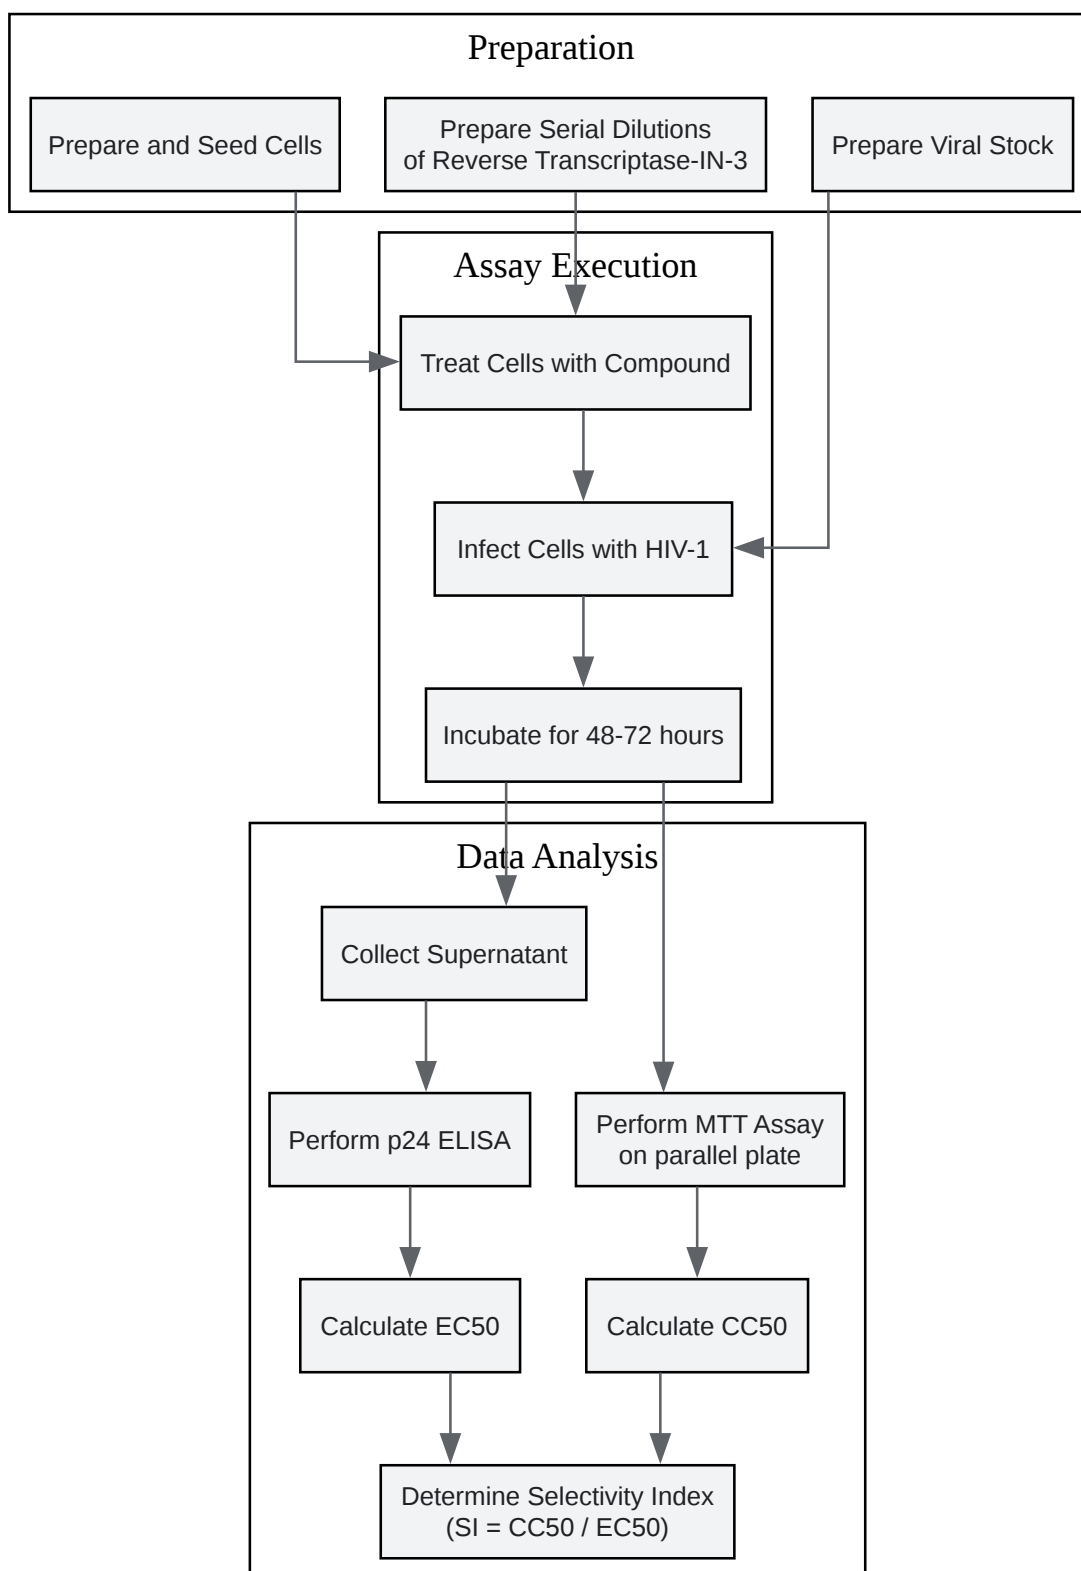 Preparation
Prepare and Seed Cells
Prepare Serial Dilutions
of Reverse Transcriptase-IN-3
Prepare Viral Stock
Assay Execution
Treat Cells with Compound
Infect Cells with HIV-1
Incubate for 48-72 hours
Data Analysis
Collect Supernatant
Perform p24 ELISA
Perform MTT Assay
on parallel plate
Calculate EC50
Calculate CC50
Determine Selectivity Index
(SI = CC50 / EC50)